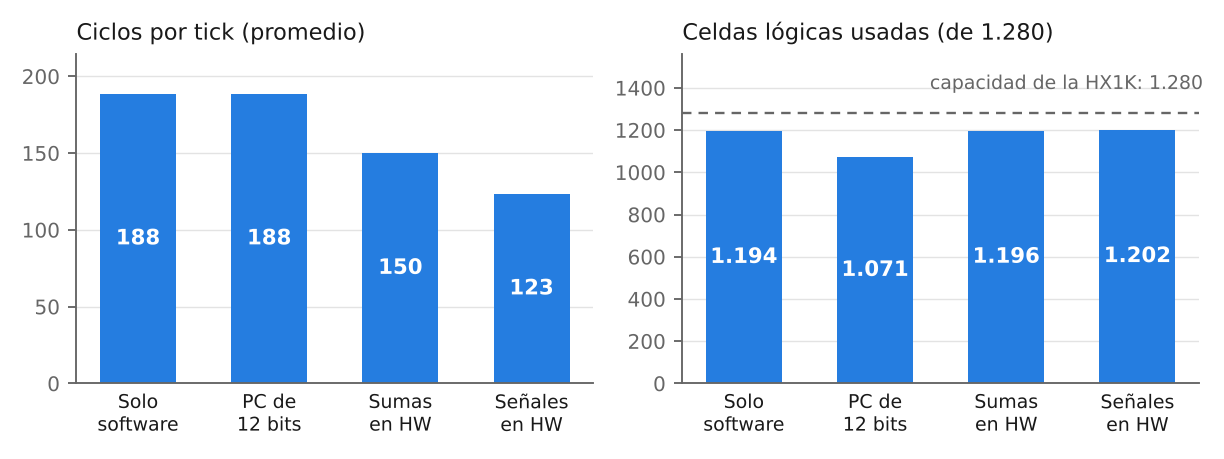 Ciclos por tick (promedio)
200
150
100
50
0
188
188
150
123
Solo
software
PC de
12 bits
Sumas
en HW
Señales
en HW
Celdas lógicas usadas (de 1.280)
capacidad de la HX1K: 1.280
1400
1200
1000
800
600
400
200
0
1.194
1.071
1.196
1.202
Solo
software
PC de
12 bits
Sumas
en HW
Señales
en HW